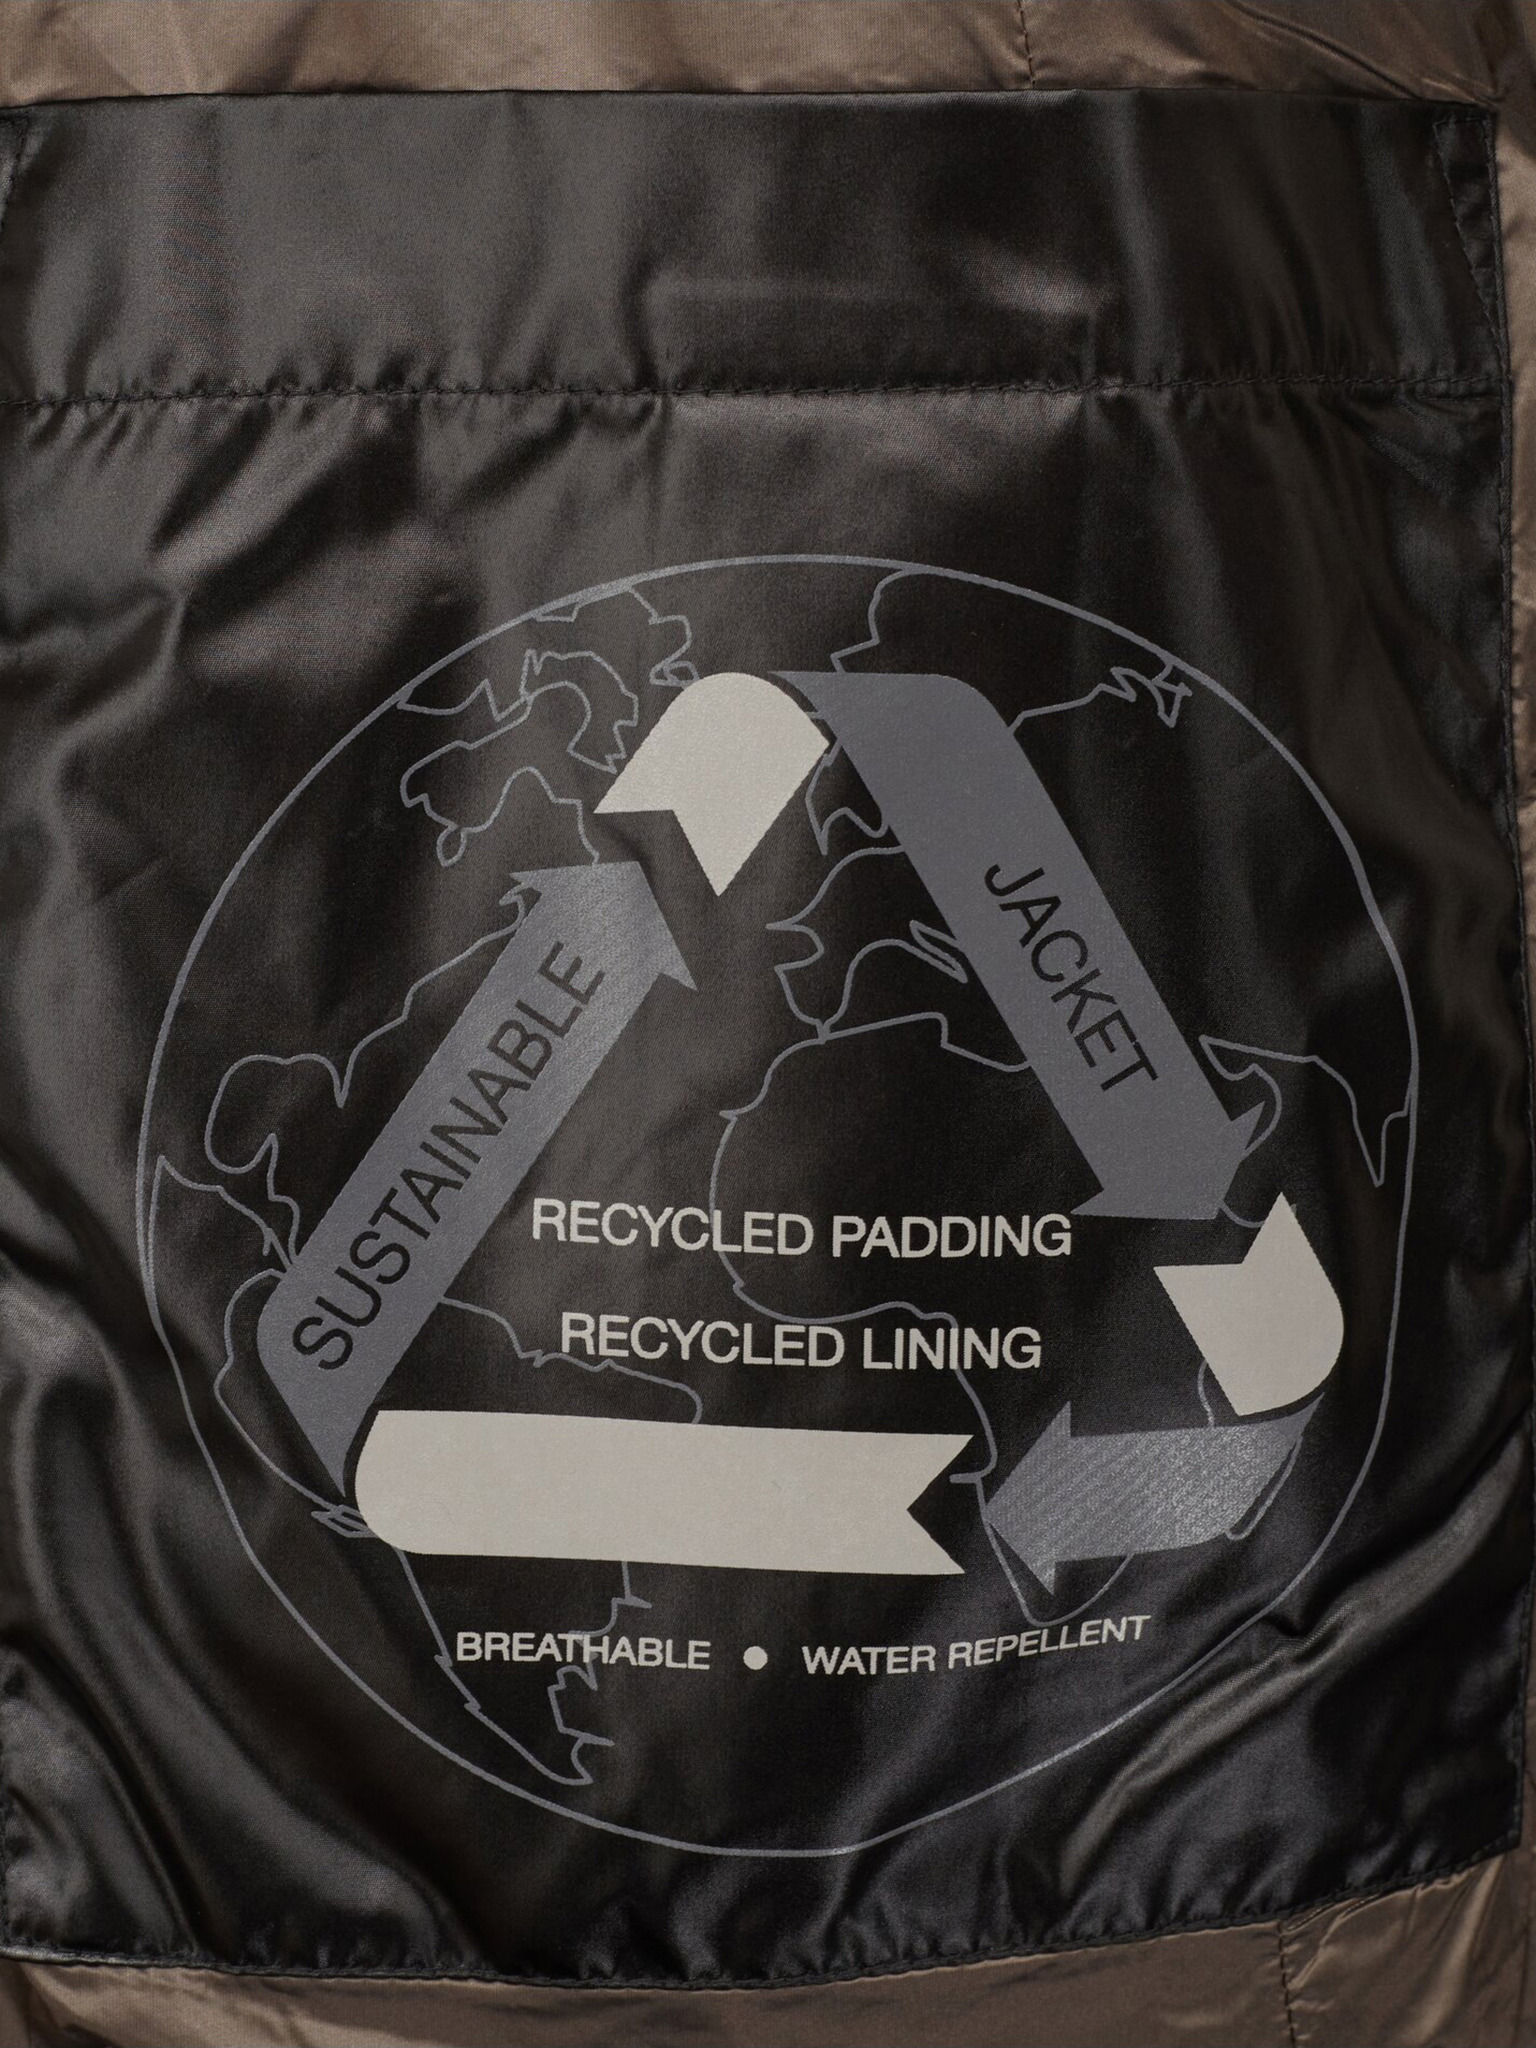 SUSTAINABLE
JACKET
RECYCLED PADDING
RECYCLED LINING
BREATHABLE ● WATER REPELLENT